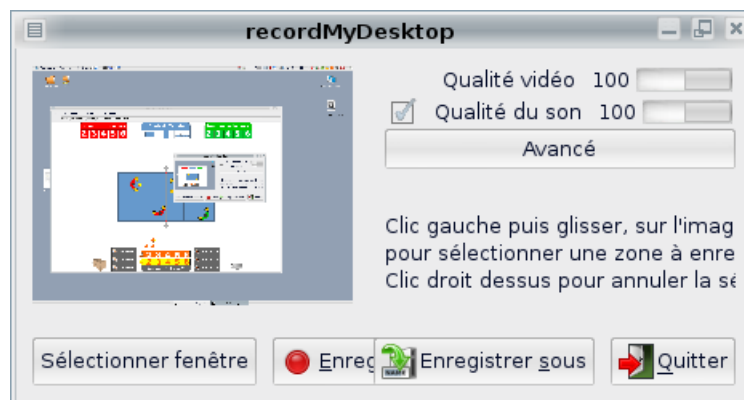 recordMyDesktop
Qualité vidéo 100
Qualité du son 100
Avancé
Clic gauche puis glisser, sur l'imag
pour sélectionner une zone à enre
Clic droit dessus pour annuler la sé
Sélectionner fenêtre
Enreg
Enregistrer sous
Quitter